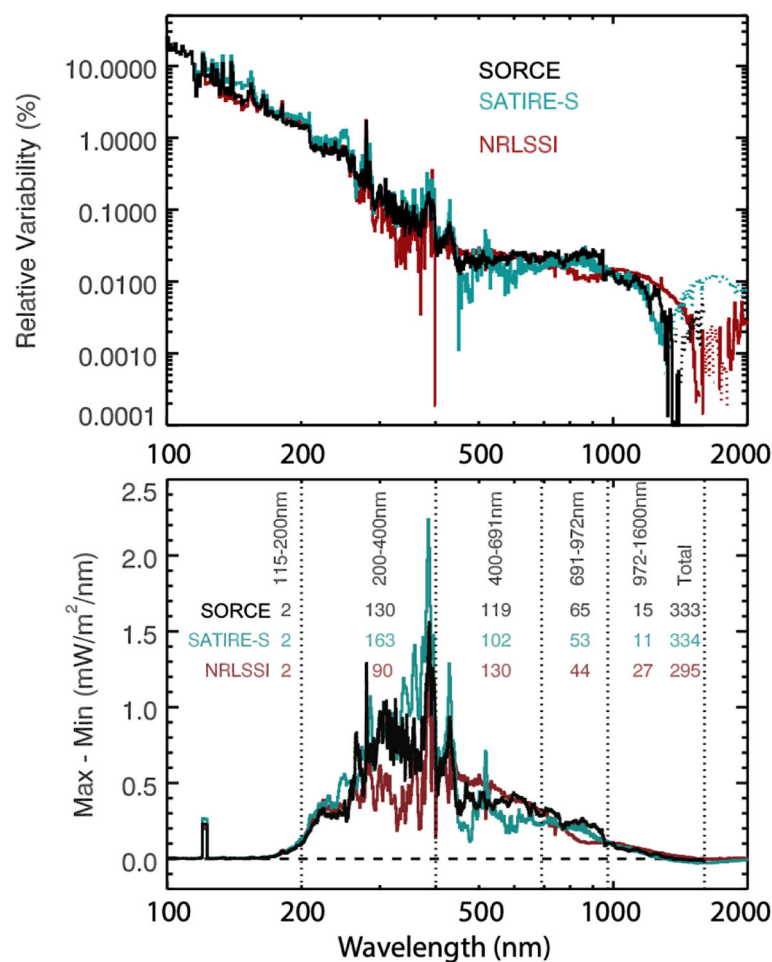 10.0000
1.0000
0.1000
0.0100
0.0010
0.0001
Relative Variability (%)
SORCE
SATIRE-S
NRLSSI
100 200 500 1000 2000
2.5
2.0
1.5
1.0
0.5
0.0
Max - Min (mW/m²/nm)
115-200nm
200-400nm
400-691nm
691-972nm
972-1600nm
Total
SORCE 2 130 119 65 15 333
SATIRE-S 2 163 102 53 11 334
NRLSSI 2 90 130 44 27 295
100 200 500 1000 2000
Wavelength (nm)